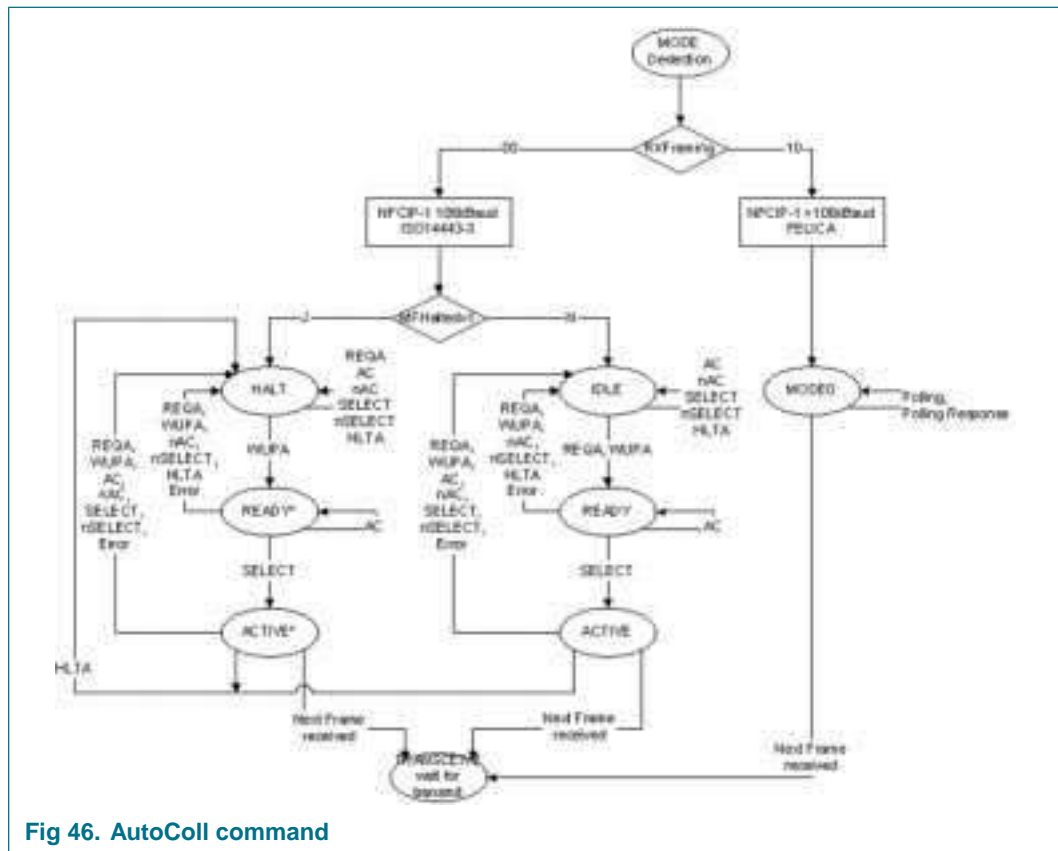 MODE
Detection
RXFraming
00
10
NFCIP-1 106kBaud
ISO14443-3
NFCIP-1 >106kBaud
FELICA
MFHalted=1
J
N
REQA
AC
nAC
SELECT
nSELECT
HLTA
AC
nAC
SELECT
nSELECT
HLTA
HALT
IDLE
MODE0
Polling,
Polling Response
REQA,
WUPA,
nAC,
nSELECT,
HLTA
Error
REQA,
WUPA,
nAC,
nSELECT,
HLTA
Error
REQA,
WUPA,
AC,
nAC,
SELECT,
nSELECT,
Error
REQA,
WUPA,
AC,
nAC,
SELECT,
nSELECT,
Error
WUPA
REQA, WUPA
READY*
READY
AC
AC
SELECT
SELECT
ACTIVE*
ACTIVE
HLTA
Next Frame
received
Next Frame
received
Next Frame
received
wait for
transmit
Fig 46. AutoColl command